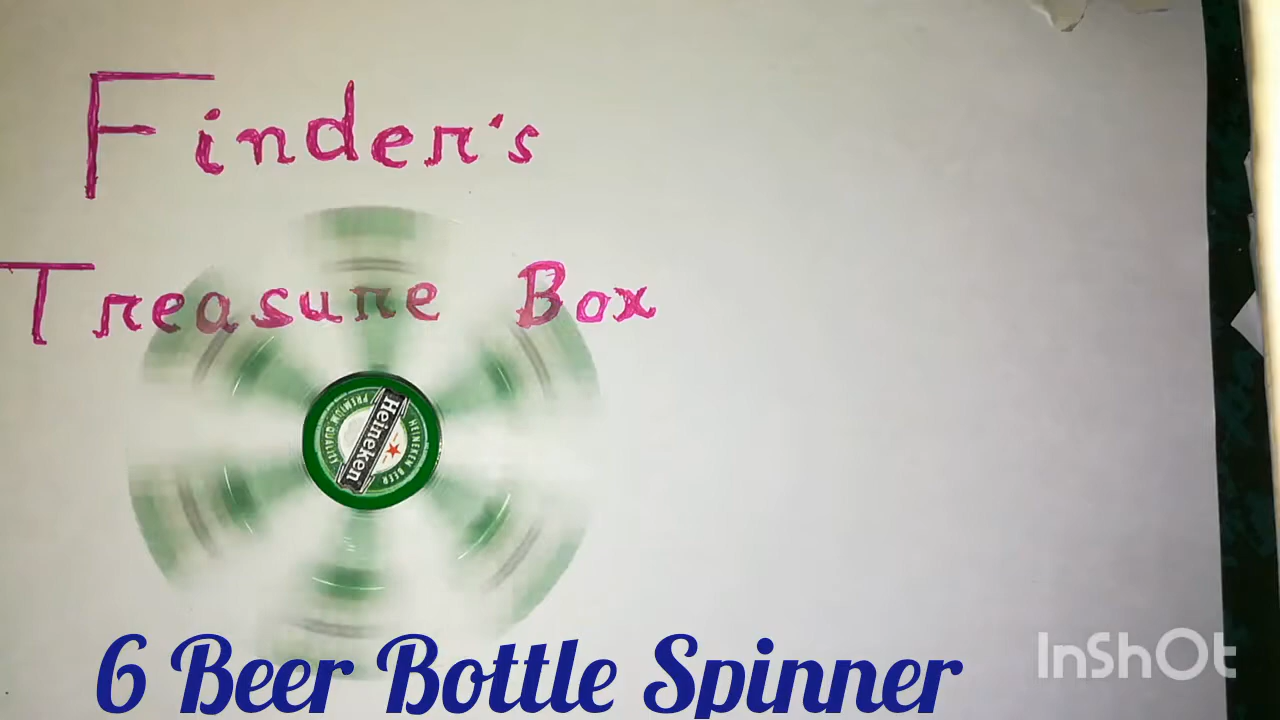 Finder's
Treasure Box
PREMIUM QUALITY
Heineken
HEINEKEN BEER
6 Beer Bottle Spinner
InShOt